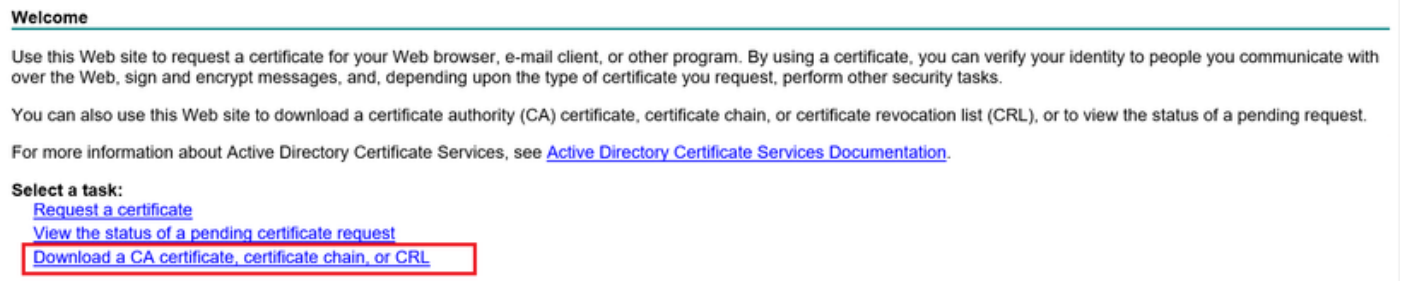 Welcome
Use this Web site to request a certificate for your Web browser, e-mail client, or other program. By using a certificate, you can verify your identity to people you communicate with
over the Web, sign and encrypt messages, and, depending upon the type of certificate you request, perform other security tasks.
You can also use this Web site to download a certificate authority (CA) certificate, certificate chain, or certificate revocation list (CRL), or to view the status of a pending request.
For more information about Active Directory Certificate Services, see Active Directory Certificate Services Documentation.
Select a task:
Request a certificate
View the status of a pending certificate request
Download a CA certificate, certificate chain, or CRL